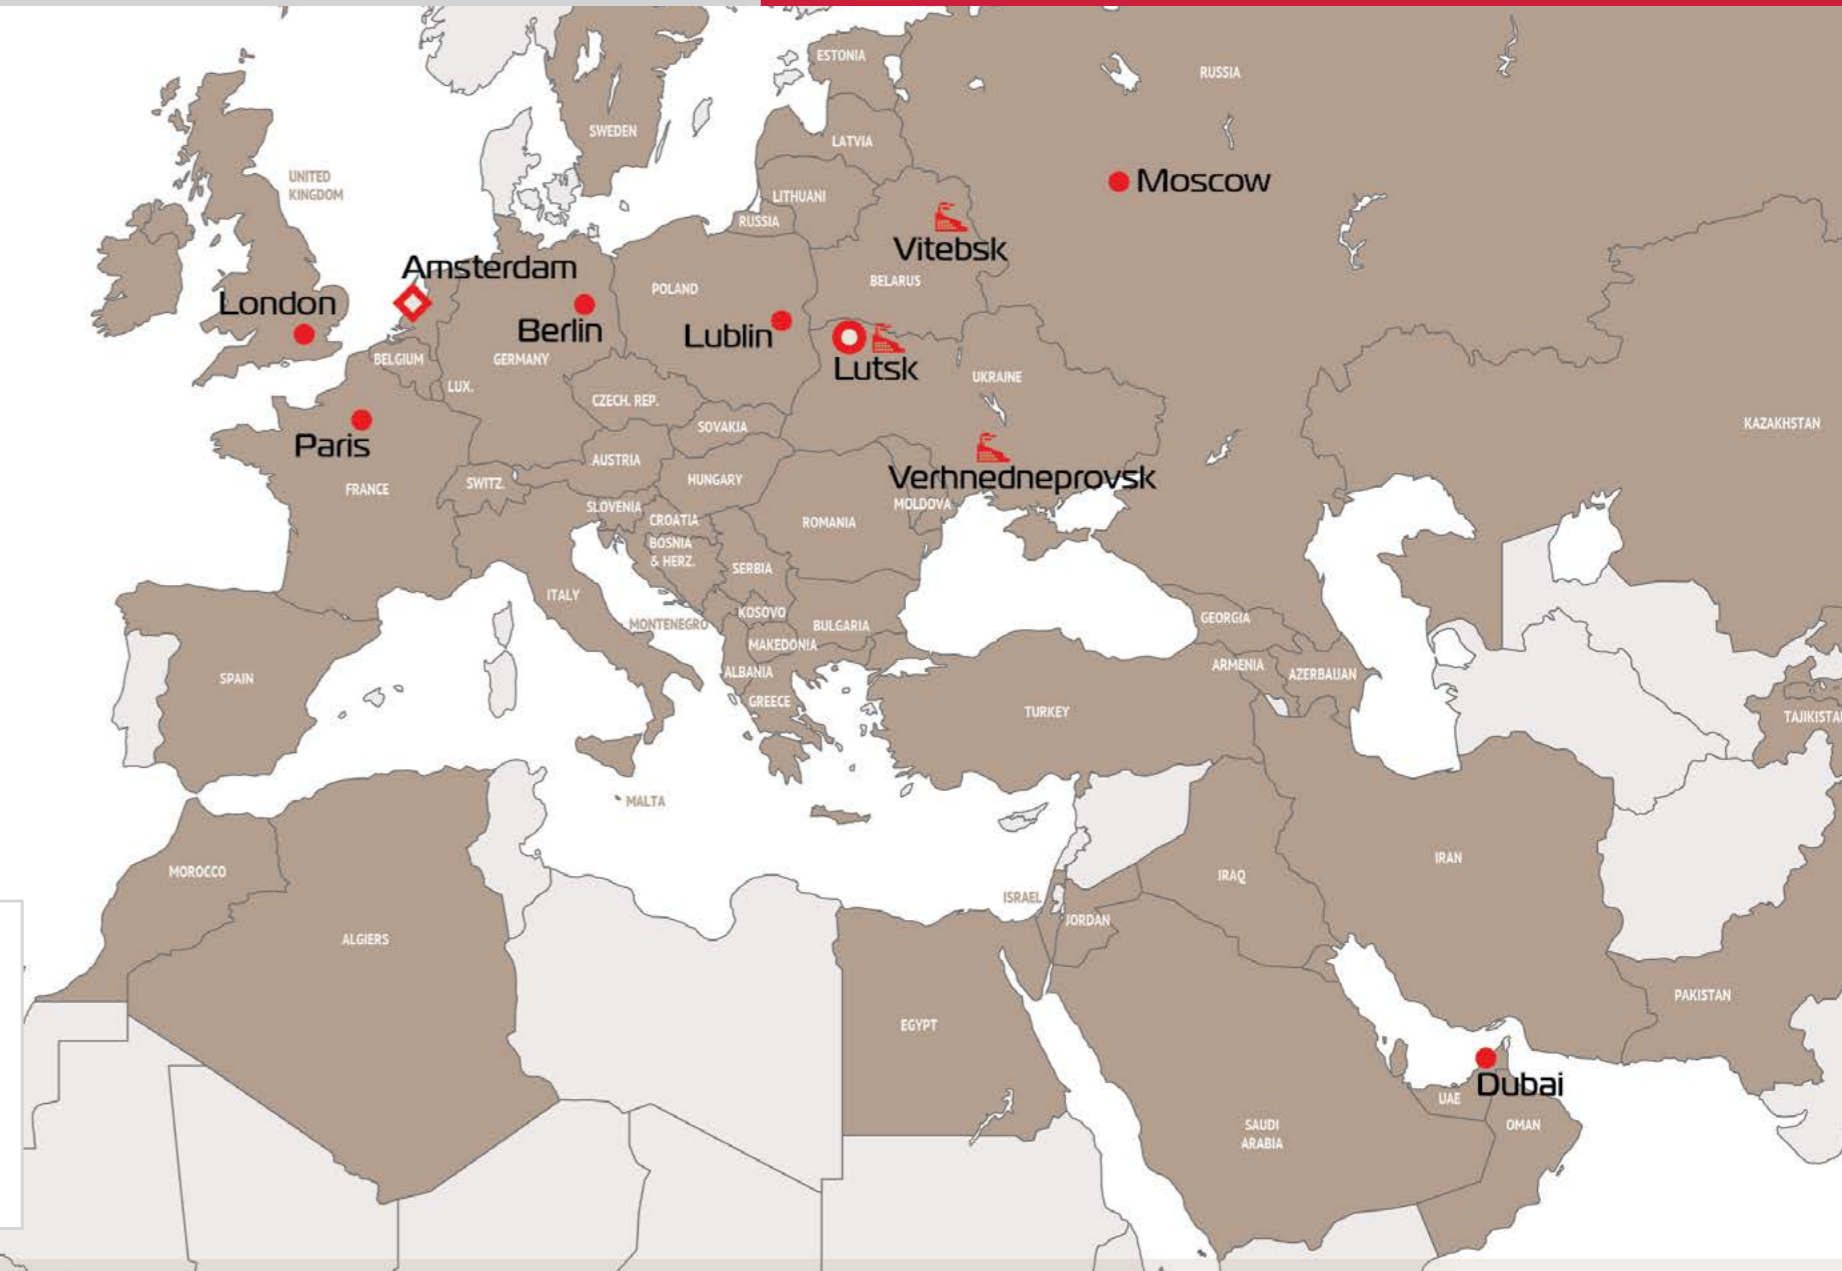 ESTONIA
RUSSIA
SWEDEN
LATVIA
UNITED
KINGDOM
Moscow
LITHUANI
RUSSIA
Vitebsk
Amsterdam
BELARUS
POLAND
London
Berlin
Lublin
BELGIUM
GERMANY
Lutsk
UKRAINE
LUX.
CZECH. REP.
KAZAKHSTAN
SOVAKIA
Paris
AUSTRIA
Verhnedneprovsk
HUNGARY
SWITZ.
FRANCE
MOLDOVA
SLOVENIA
CROATIA
ROMANIA
BOSNIA
& HERZ.
SERBIA
ITALY
KOSOVO
GEORGIA
MONTENEGRO
BULGARIA
MAKEDONIA
ARMENIA
ALBANIA
AZERBAIJAN
SPAIN
GREECE
TURKEY
TAJIKISTA
MALTA
IRAN
MOROCCO
IRAQ
ISRAEL
JORDAN
ALGIERS
PAKISTAN
EGYPT
Dubai
UAE
SAUDI
ARABIA
OMAN